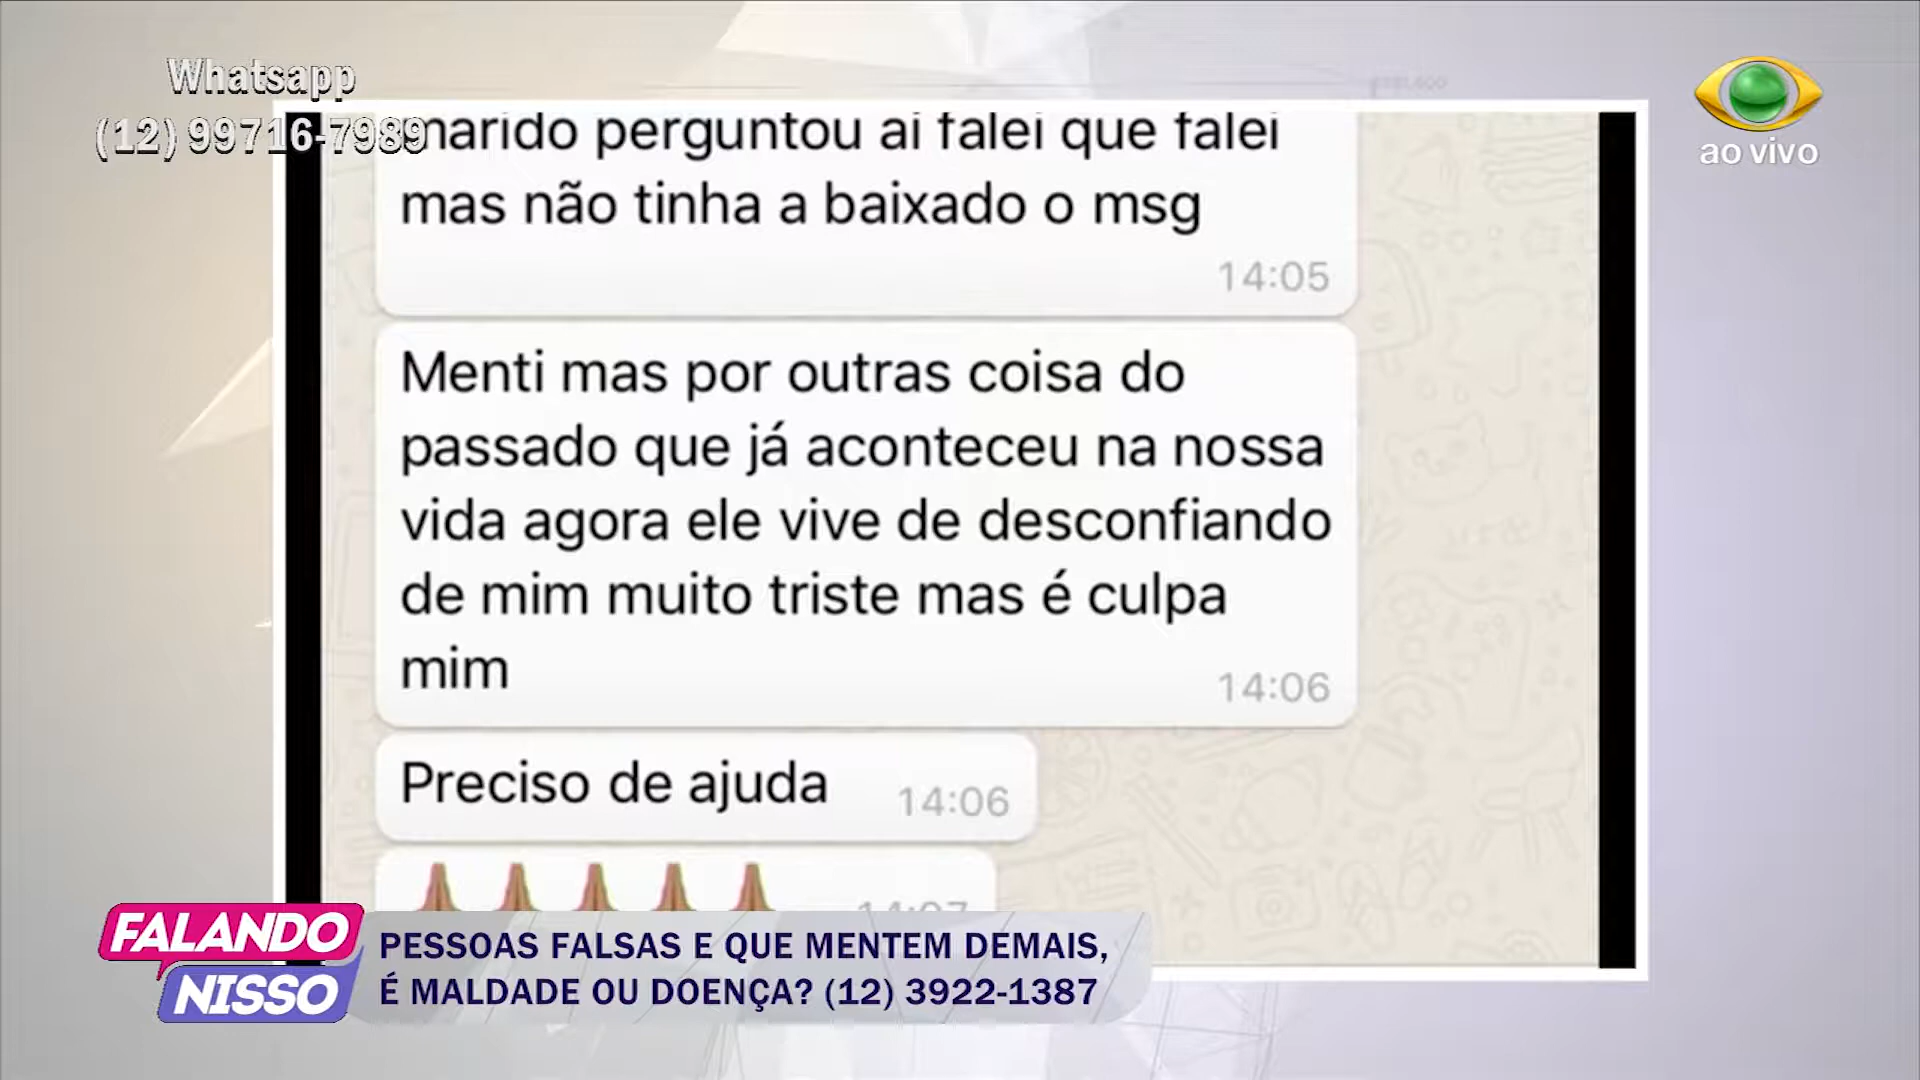 Whatsapp
(12) 99716-7989
ao vivo
marido perguntou ai falei que falei
mas não tinha a baixado o msg
14:05
Menti mas por outras coisa do
passado que já aconteceu na nossa
vida agora ele vive de desconfiando
de mim muito triste mas é culpa
mim
14:06
Preciso de ajuda 14:06
14:07
FALANDO
NISSO
PESSOAS FALSAS E QUE MENTEM DEMAIS,
É MALDADE OU DOENÇA? (12) 3922-1387